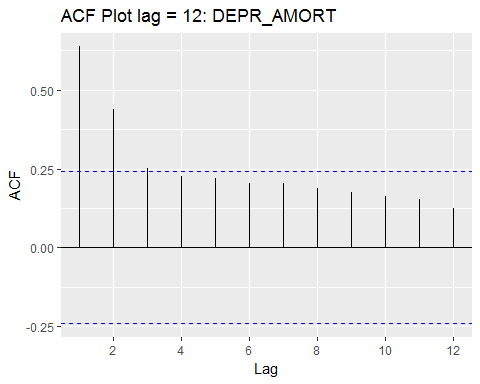 ACF Plot lag = 12: DEPR_AMORT
0.50
0.25
0.00
-0.25
ACF
2 4 6 8 10 12
Lag